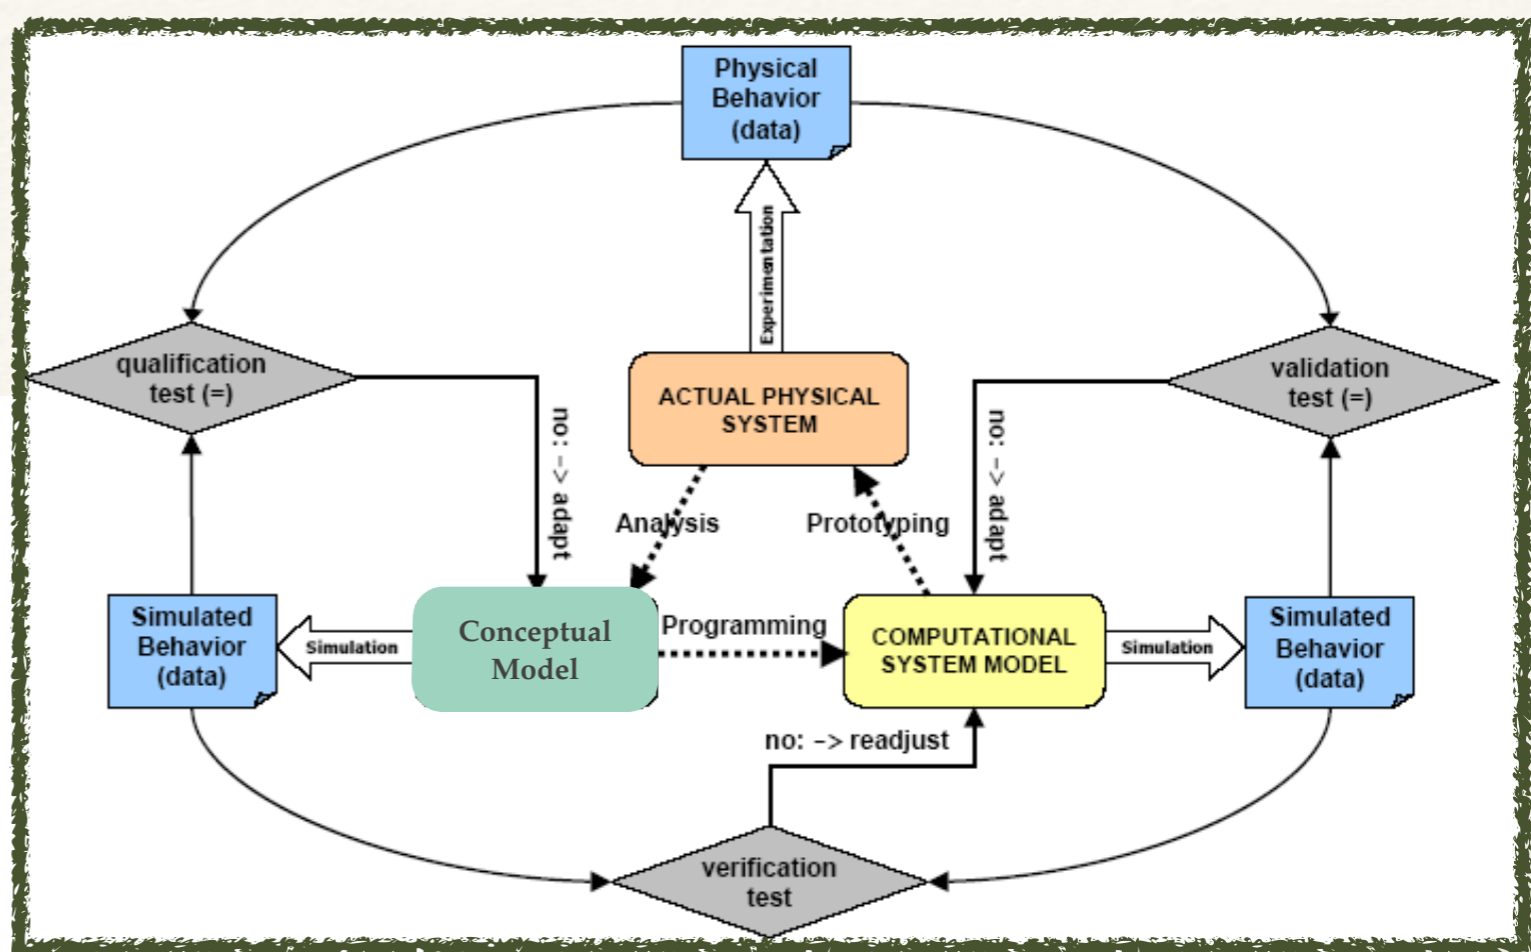 Physical
Behavior
(data)
Experimentation
qualification
test (=)
validation
test (=)
ACTUAL PHYSICAL
SYSTEM
no: -> adapt
no: -> adapt
Analysis
Prototyping
Simulated
Behavior
(data)
Simulation
Conceptual
Model
Programming
COMPUTATIONAL
SYSTEM MODEL
Simulation
Simulated
Behavior
(data)
no: -> readjust
verification
test